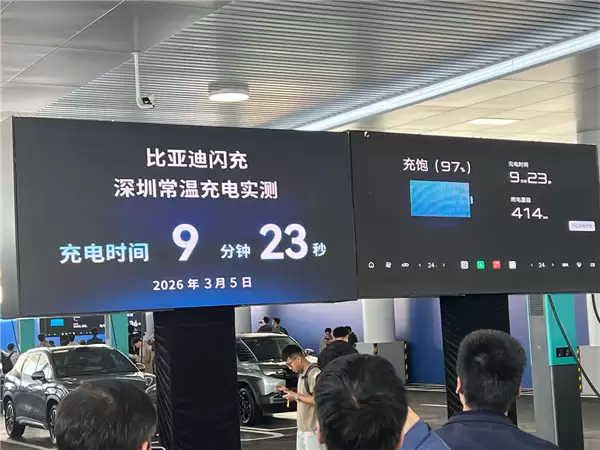 比亚迪闪充
深圳常温充电实测
充电时间 9 分钟 23 秒
2026 年 3 月 5 日
充饱（97%）
充电时间
9分23秒
414
24
24